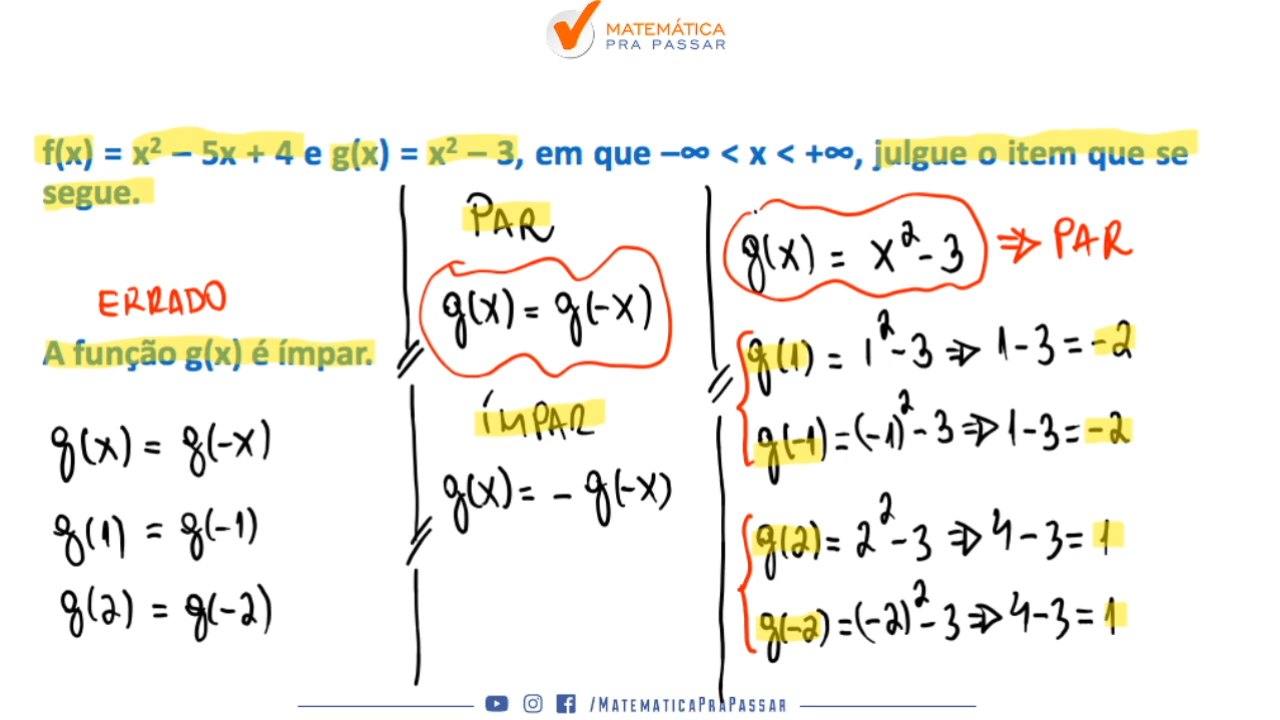 MATEMÁTICA
PRA PASSAR
f(x) = x² – 5x + 4 e g(x) = x² – 3, em que –∞ < x < +∞, julgue o item que se
segue.
ERRADO
A função g(x) é ímpar.
g(x) = g(-x)
g(1) = g(-1)
g(2) = g(-2)
PAR
g(x) = g(-x)
ÍMPAR
g(x) = - g(-x)
g(x) = x² - 3 ⇒ PAR
g(1) = 1² - 3 ⇒ 1 - 3 = -2
g(-1) = (-1)² - 3 ⇒ 1 - 3 = -2
g(2) = 2² - 3 ⇒ 4 - 3 = 1
g(-2) = (-2)² - 3 ⇒ 4 - 3 = 1
/MATEMATICAPRAPASSAR